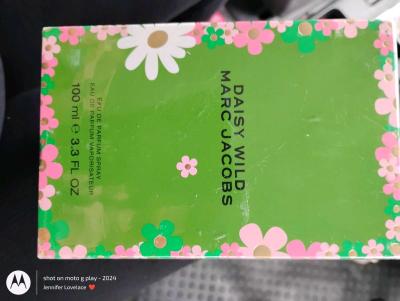 DAISY WILD
MARC JACOBS
EAU DE PARFUM SPRAY
EAU DE PARFUM VAPORISATEUR
100 ml e 3.3 FL OZ
shot on moto g play - 2024
Jennifer Lovelace ❤️